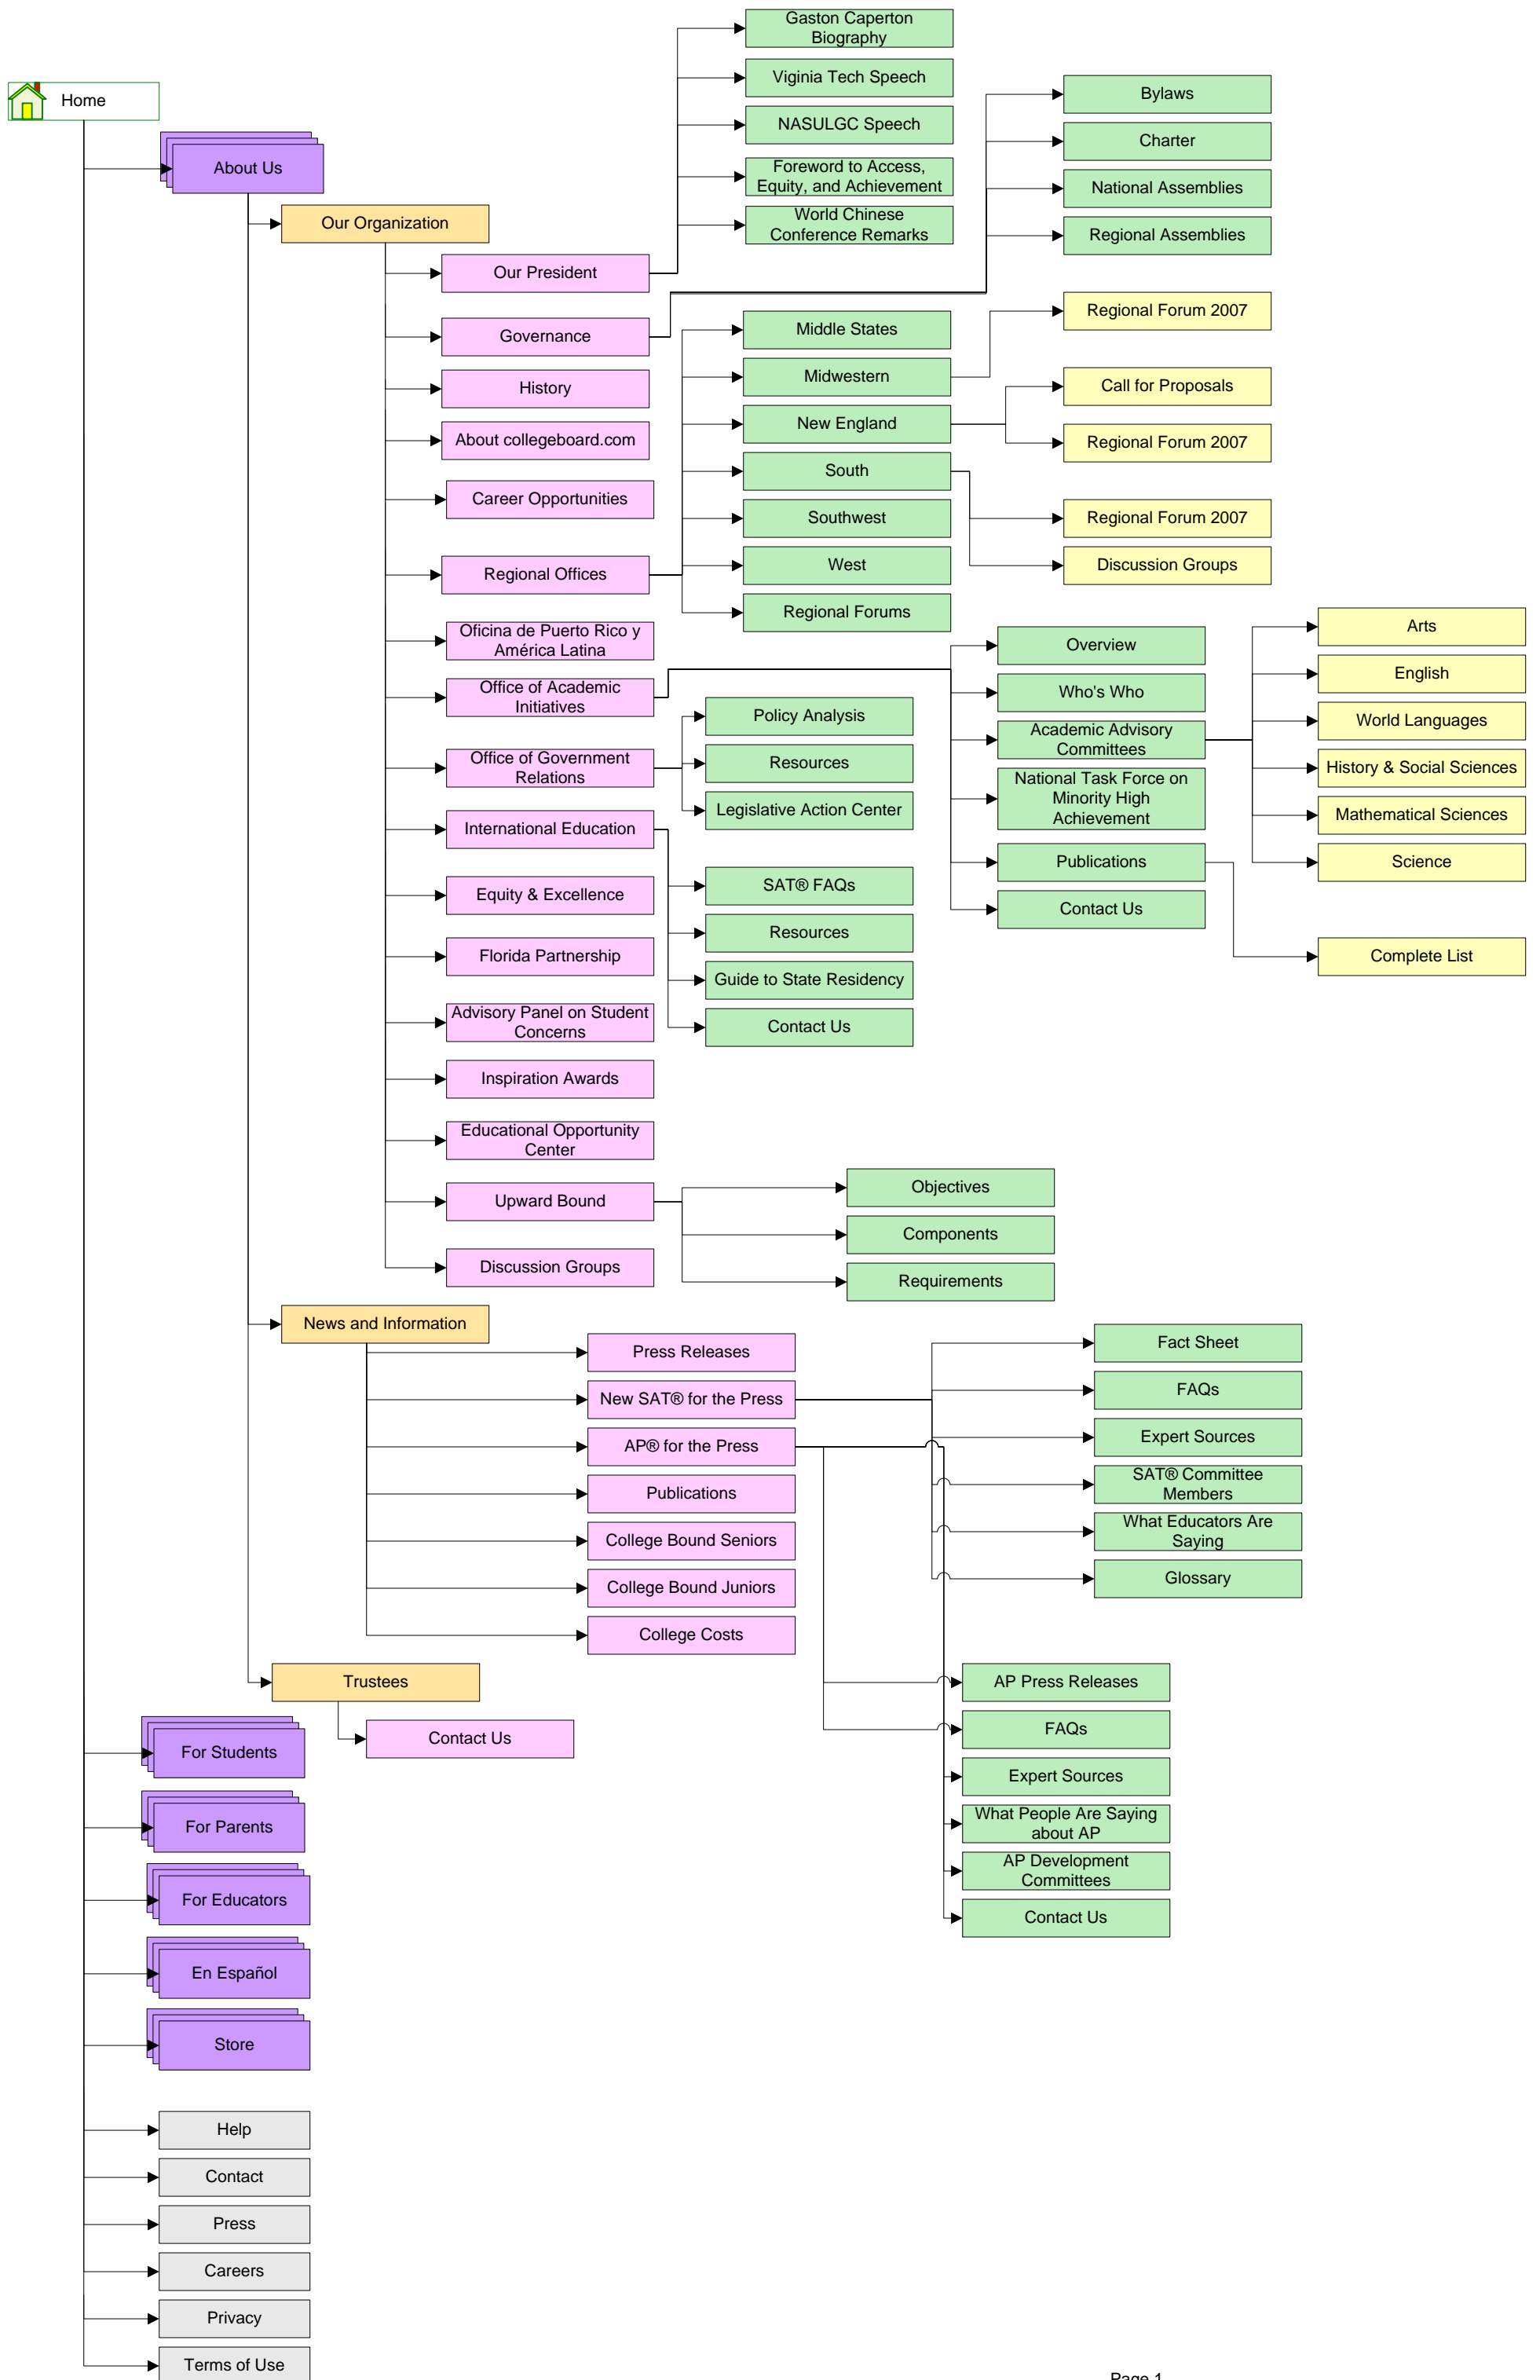 Home
About Us
Our Organization
Our President
Gaston Caperton
Biography
Viginia Tech Speech
NASULGC Speech
Foreword to Access,
Equity, and Achievement
World Chinese
Conference Remarks
Governance
Bylaws
Charter
National Assemblies
Regional Assemblies
History
About collegeboard.com
Career Opportunities
Regional Offices
Middle States
Midwestern
Regional Forum 2007
New England
Call for Proposals
Regional Forum 2007
South
Regional Forum 2007
Discussion Groups
Southwest
West
Regional Forums
Oficina de Puerto Rico y
América Latina
Office of Academic
Initiatives
Overview
Who's Who
Academic Advisory
Committees
Arts
English
World Languages
History & Social Sciences
Mathematical Sciences
Science
National Task Force on
Minority High
Achievement
Publications
Complete List
Contact Us
Office of Government
Relations
Policy Analysis
Resources
Legislative Action Center
International Education
SAT® FAQs
Resources
Guide to State Residency
Contact Us
Equity & Excellence
Florida Partnership
Advisory Panel on Student
Concerns
Inspiration Awards
Educational Opportunity
Center
Upward Bound
Objectives
Components
Requirements
Discussion Groups
News and Information
Press Releases
New SAT® for the Press
Fact Sheet
FAQs
Expert Sources
SAT® Committee
Members
What Educators Are
Saying
Glossary
AP® for the Press
AP Press Releases
FAQs
Expert Sources
What People Are Saying
about AP
AP Development
Committees
Contact Us
Publications
College Bound Seniors
College Bound Juniors
College Costs
Trustees
Contact Us
For Students
For Parents
For Educators
En Español
Store
Help
Contact
Press
Careers
Privacy
Terms of Use
Page 1